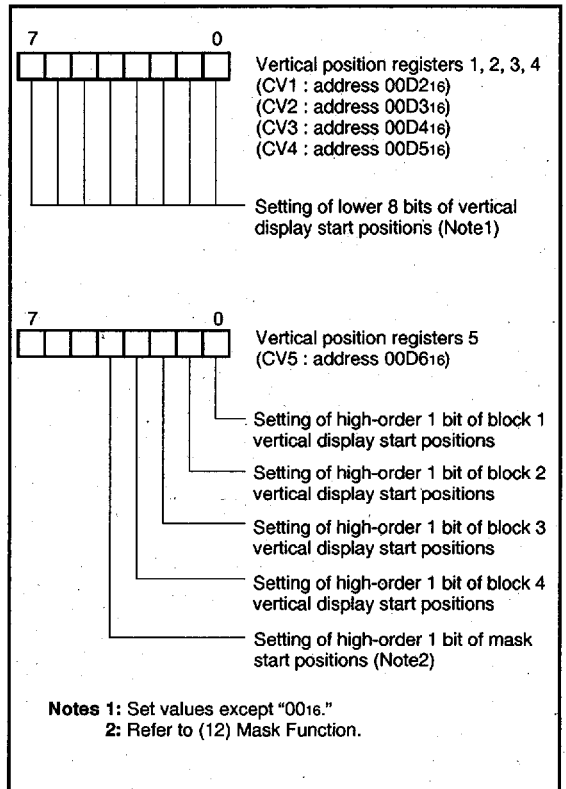 7 0
Vertical position registers 1, 2, 3, 4
(CV1 : address 00D2₁₆)
(CV2 : address 00D3₁₆)
(CV3 : address 00D4₁₆)
(CV4 : address 00D5₁₆)
Setting of lower 8 bits of vertical
display start positions (Note1)
7 0
Vertical position registers 5
(CV5 : address 00D6₁₆)
Setting of high-order 1 bit of block 1
vertical display start positions
Setting of high-order 1 bit of block 2
vertical display start positions
Setting of high-order 1 bit of block 3
vertical display start positions
Setting of high-order 1 bit of block 4
vertical display start positions
Setting of high-order 1 bit of mask
start positions (Note2)
Notes 1: Set values except “00₁₆.”
2: Refer to (12) Mask Function.